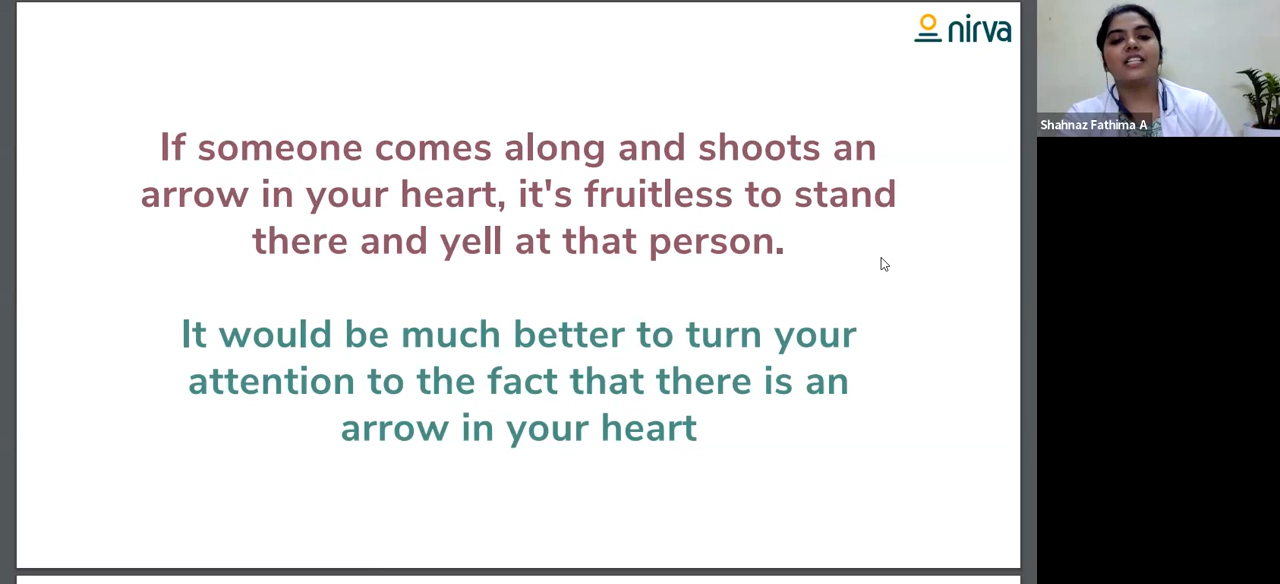 nirva
If someone comes along and shoots an
arrow in your heart, it's fruitless to stand
there and yell at that person.
It would be much better to turn your
attention to the fact that there is an
arrow in your heart
Shahnaz Fathima A